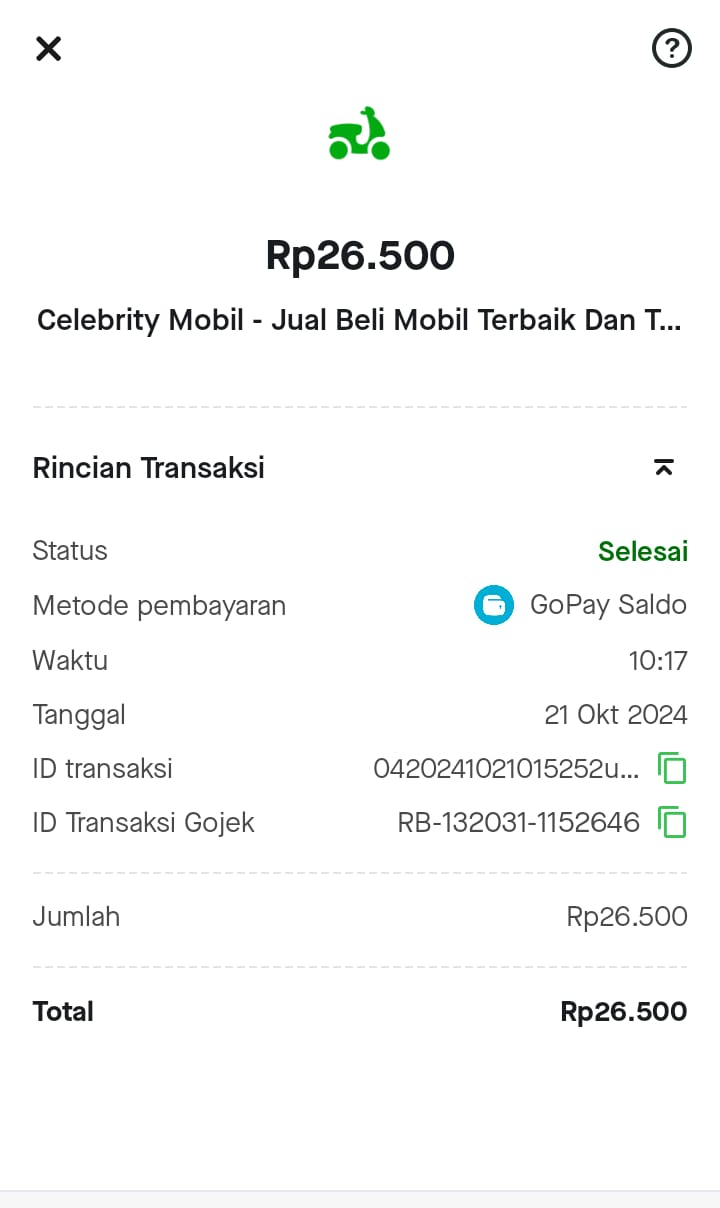 ?
Rp26.500
Celebrity Mobil - Jual Beli Mobil Terbaik Dan T...
Rincian Transaksi
Status Selesai
Metode pembayaran GoPay Saldo
Waktu 10:17
Tanggal 21 Okt 2024
ID transaksi 0420241021015252u...
ID Transaksi Gojek RB-132031-1152646
Jumlah Rp26.500
Total Rp26.500